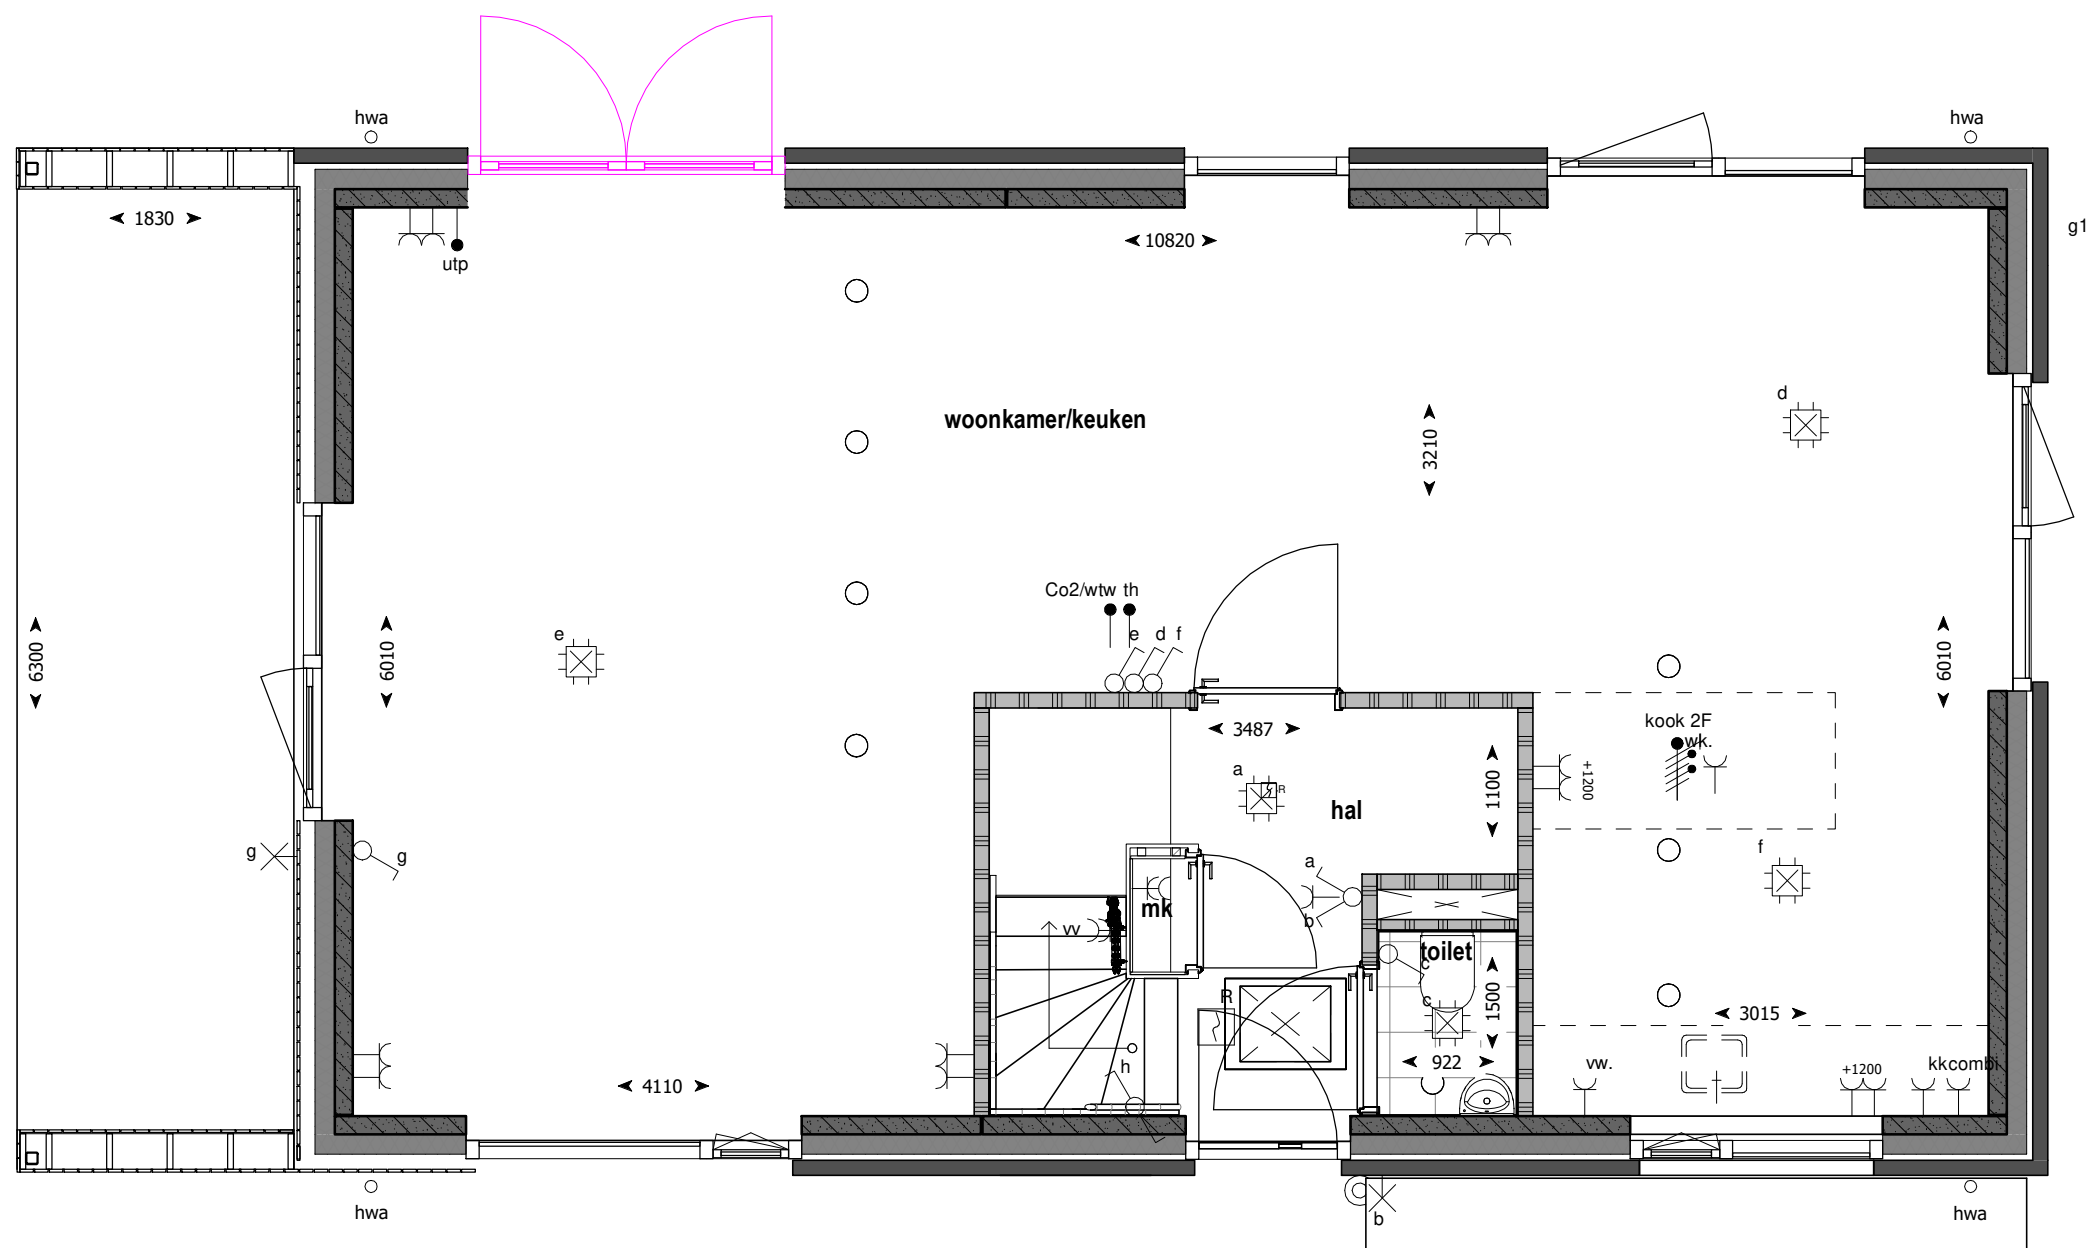 hwa
hwa
g1
1830
10820
utp
d
woonkamer/keuken
3210
Co2/wtw th
e
e d f
6300
6010
6010
kook 2F
wk.
3487
+1200
a
R
hal
1100
f
g
g
a
b
mk
vv
toilet
c
c
R
1500
3015
922
vw.
+1200
kkcombi
h
4110
hwa
b
hwa